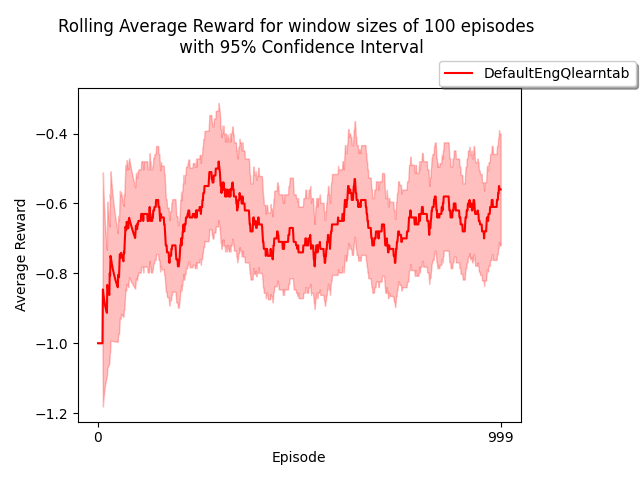 Rolling Average Reward for window sizes of 100 episodes
with 95% Confidence Interval
DefaultEngQlearntab
−0.4
−0.6
−0.8
−1.0
−1.2
Average Reward
0
999
Episode